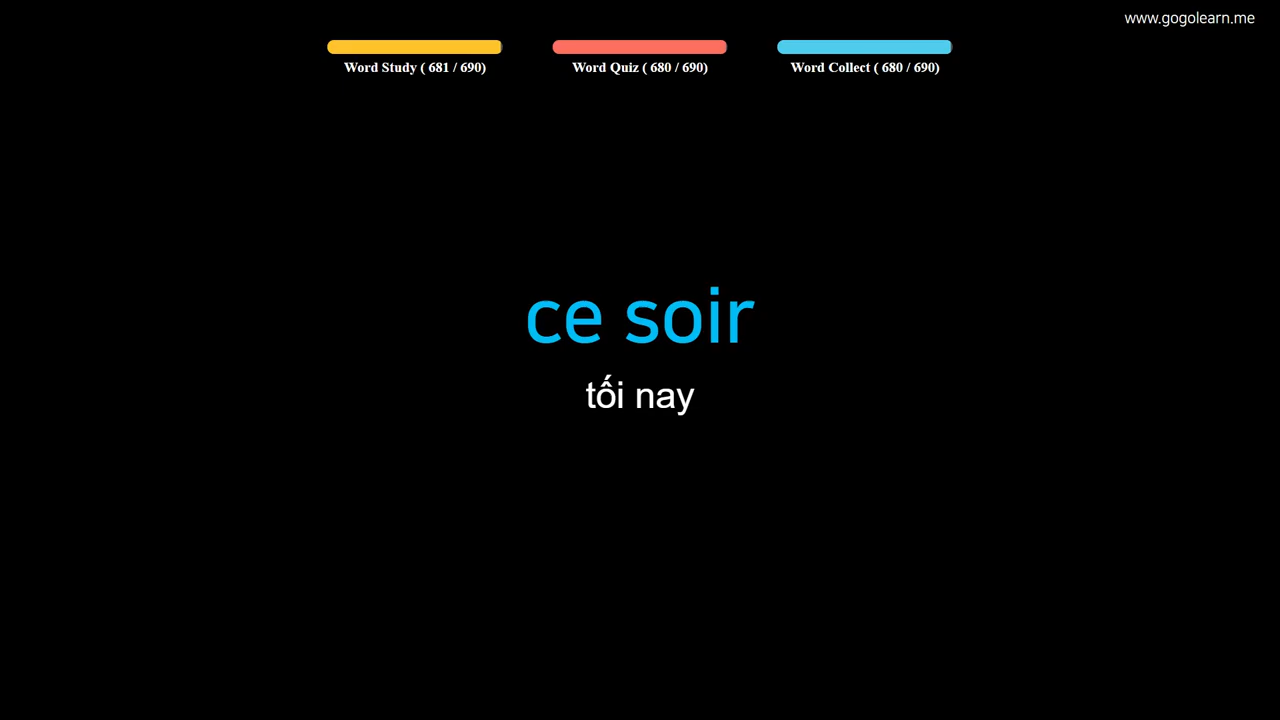 www.gogolearn.me
Word Study ( 681 / 690)
Word Quiz ( 680 / 690)
Word Collect ( 680 / 690)
ce soir
tối nay